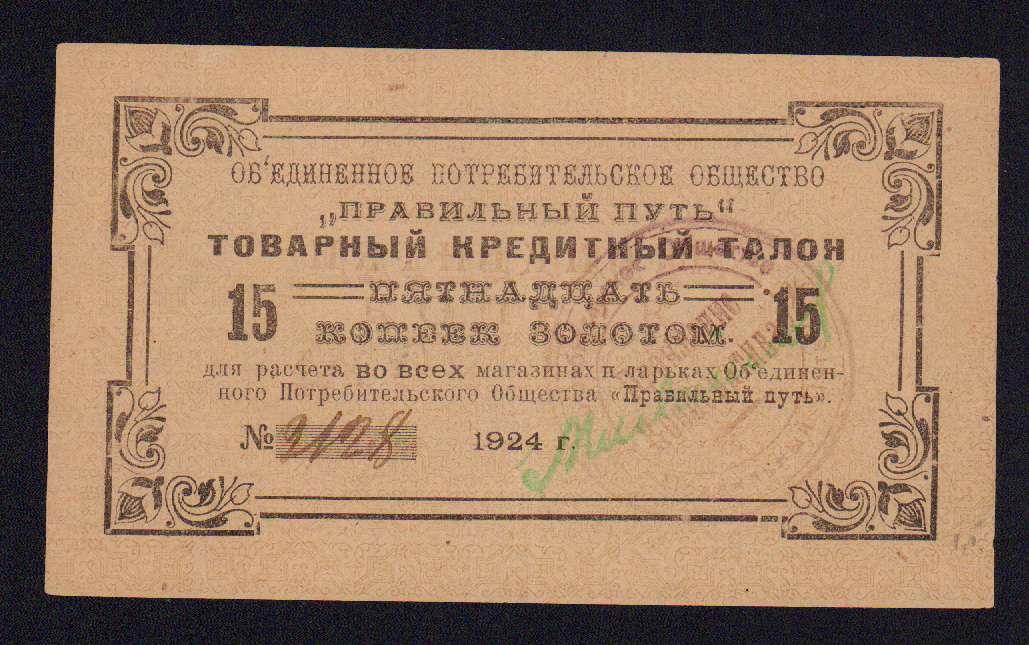 ОБ'ЕДИНЕННОЕ ПОТРЕБИТЕЛЬСКОЕ ОБЩЕСТВО
„ПРАВИЛЬНЫЙ ПУТЬ“
ТОВАРНЫЙ КРЕДИТНЫЙ ТАЛОН
15 ПЯТНАДЦАТЬ 15
КОПЕЕК ЗОЛОТОМ.
для расчета во всех магазинах и ларьках Об'единен-
ного Потребительского Общества «Правильный путь».
№ 2128 1924 г.